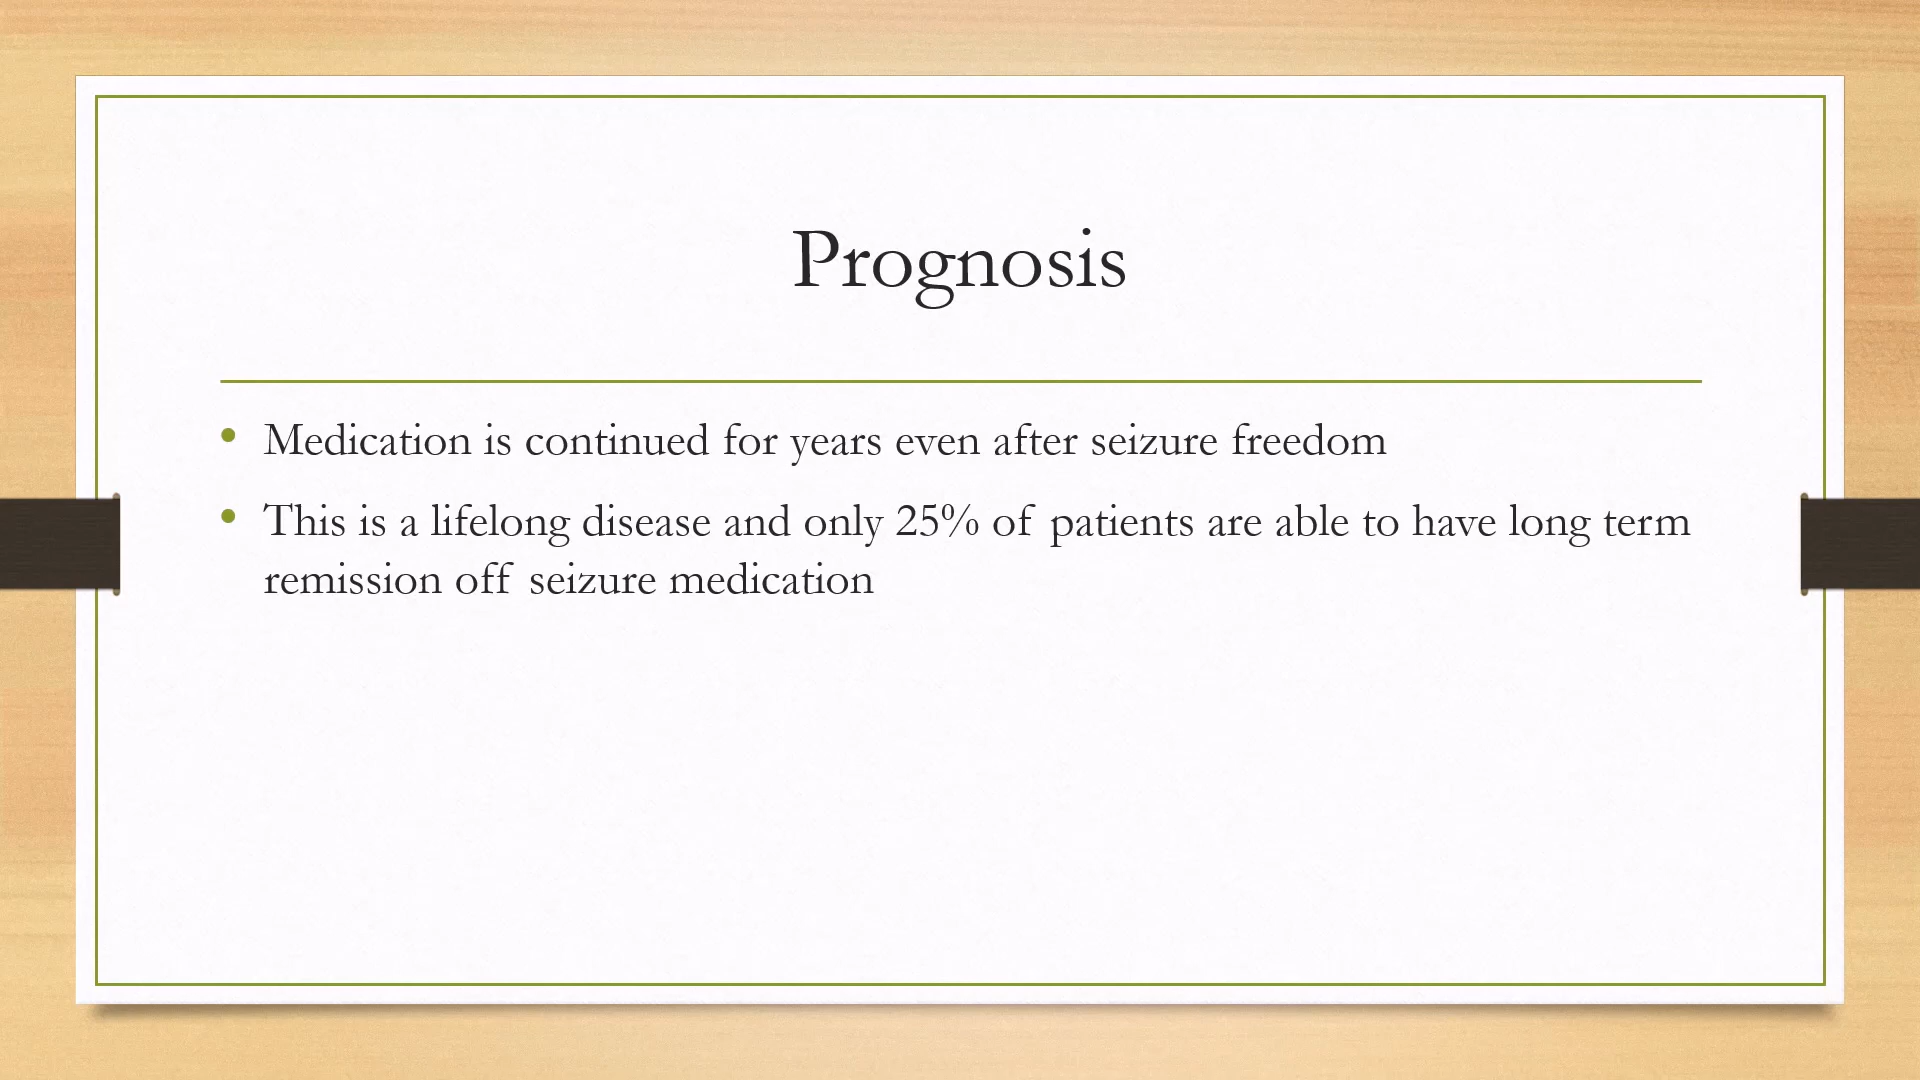 Prognosis
• Medication is continued for years even after seizure freedom
• This is a lifelong disease and only 25% of patients are able to have long term
remission off seizure medication